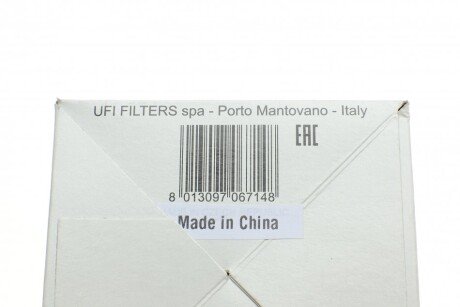 UFI FILTERS spa - Porto Mantovano - Italy
EAC
8 013097 067148
Made in China